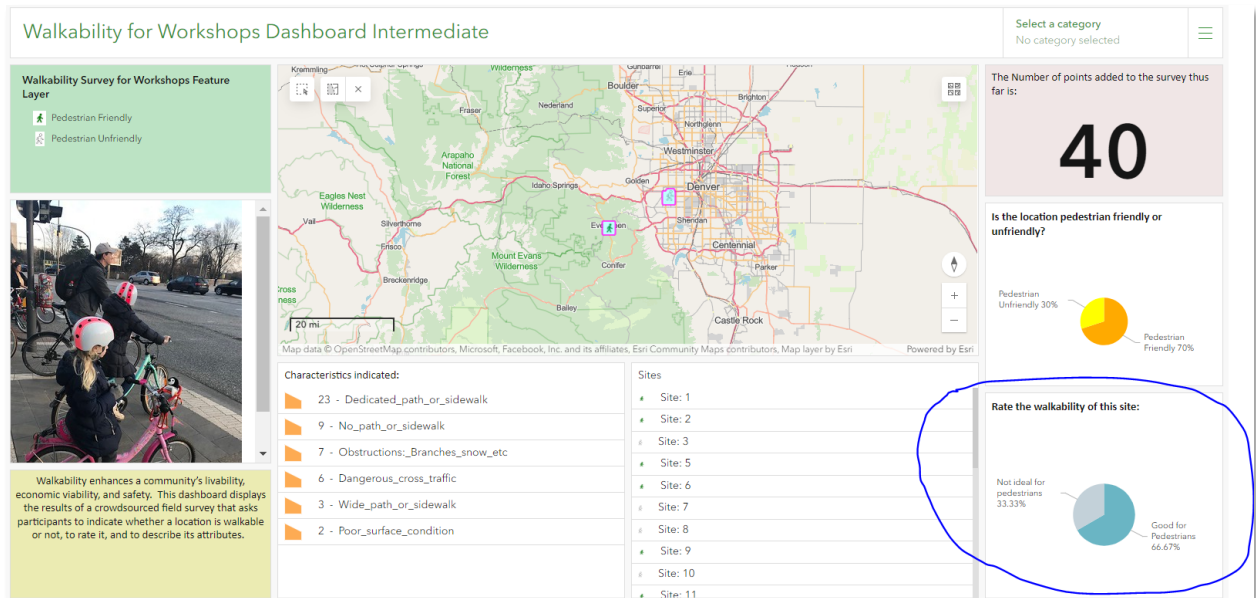 Walkability for Workshops Dashboard Intermediate
Select a category
No category selected
Walkability Survey for Workshops Feature
Layer
Pedestrian Friendly
Pedestrian Unfriendly
Walkability enhances a community's livability,
economic viability, and safety.  This dashboard displays
the results of a crowdsourced field survey that asks
participants to indicate whether a location is walkable
or not, to rate it, and to describe its attributes.
Kremmling
Wilderness
Gunbarrel
Erie
Boulder
Superior
Brighton
Nederland
Fraser
Northglenn
Westminster
Arapaho
National
Forest
Idaho Springs
Golden
Denver
Eagles Nest
Wilderness
Vail
Silverthorne
Sheridan
Centennial
Frisco
Mount Evans
Wilderness
Conifer
Parker
Breckenridge
Bailey
Castle Rock
20 mi
Map data © OpenStreetMap contributors, Microsoft, Facebook, Inc. and its affiliates, Esri Community Maps contributors, Map layer by Esri
Powered by Esri
Characteristics indicated:
23 - Dedicated_path_or_sidewalk
9 - No_path_or_sidewalk
7 - Obstructions:_Branches_snow_etc
6 - Dangerous_cross_traffic
3 - Wide_path_or_sidewalk
2 - Poor_surface_condition
Sites
Site: 1
Site: 2
Site: 3
Site: 5
Site: 6
Site: 7
Site: 8
Site: 9
Site: 10
Site: 11
The Number of points added to the survey thus
far is:
40
Is the location pedestrian friendly or
unfriendly?
Pedestrian
Unfriendly 30%
Pedestrian
Friendly 70%
Rate the walkability of this site:
Not ideal for
pedestrians
33.33%
Good for
Pedestrians
66.67%